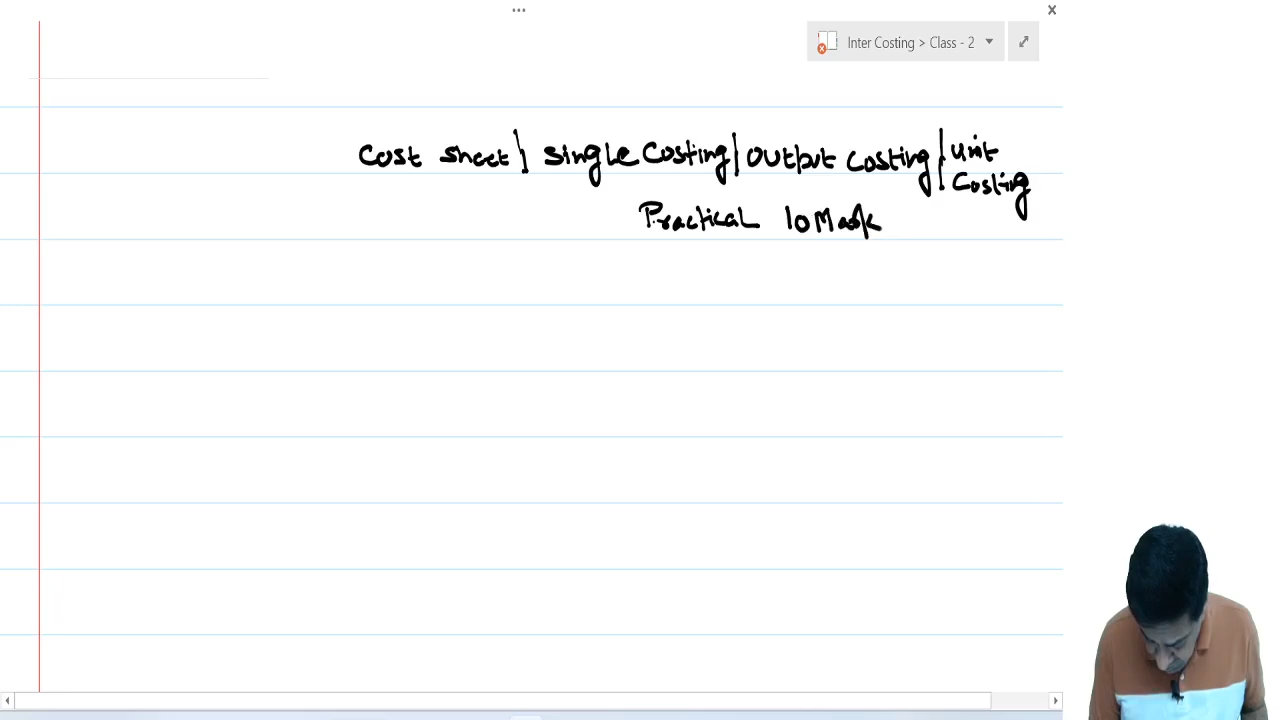 Inter Costing > Class - 2
Cost sheet | Single Costing | Output Costing | Unit Costing
Practical 10 Mark